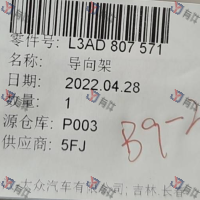 零件号: L3AD 807 571
名称: 导向架
日期: 2022.04.28
数量: 1
源仓库: P003
B9-
供应商: 5FJ
大众汽车有限公司; 吉林 长春